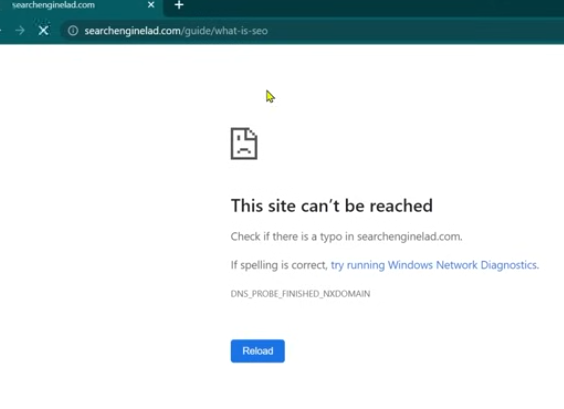 searchenginelad.com
searchenginelad.com/guide/what-is-seo
This site can't be reached
Check if there is a typo in searchenginelad.com.
If spelling is correct, try running Windows Network Diagnostics.
DNS_PROBE_FINISHED_NXDOMAIN
Reload